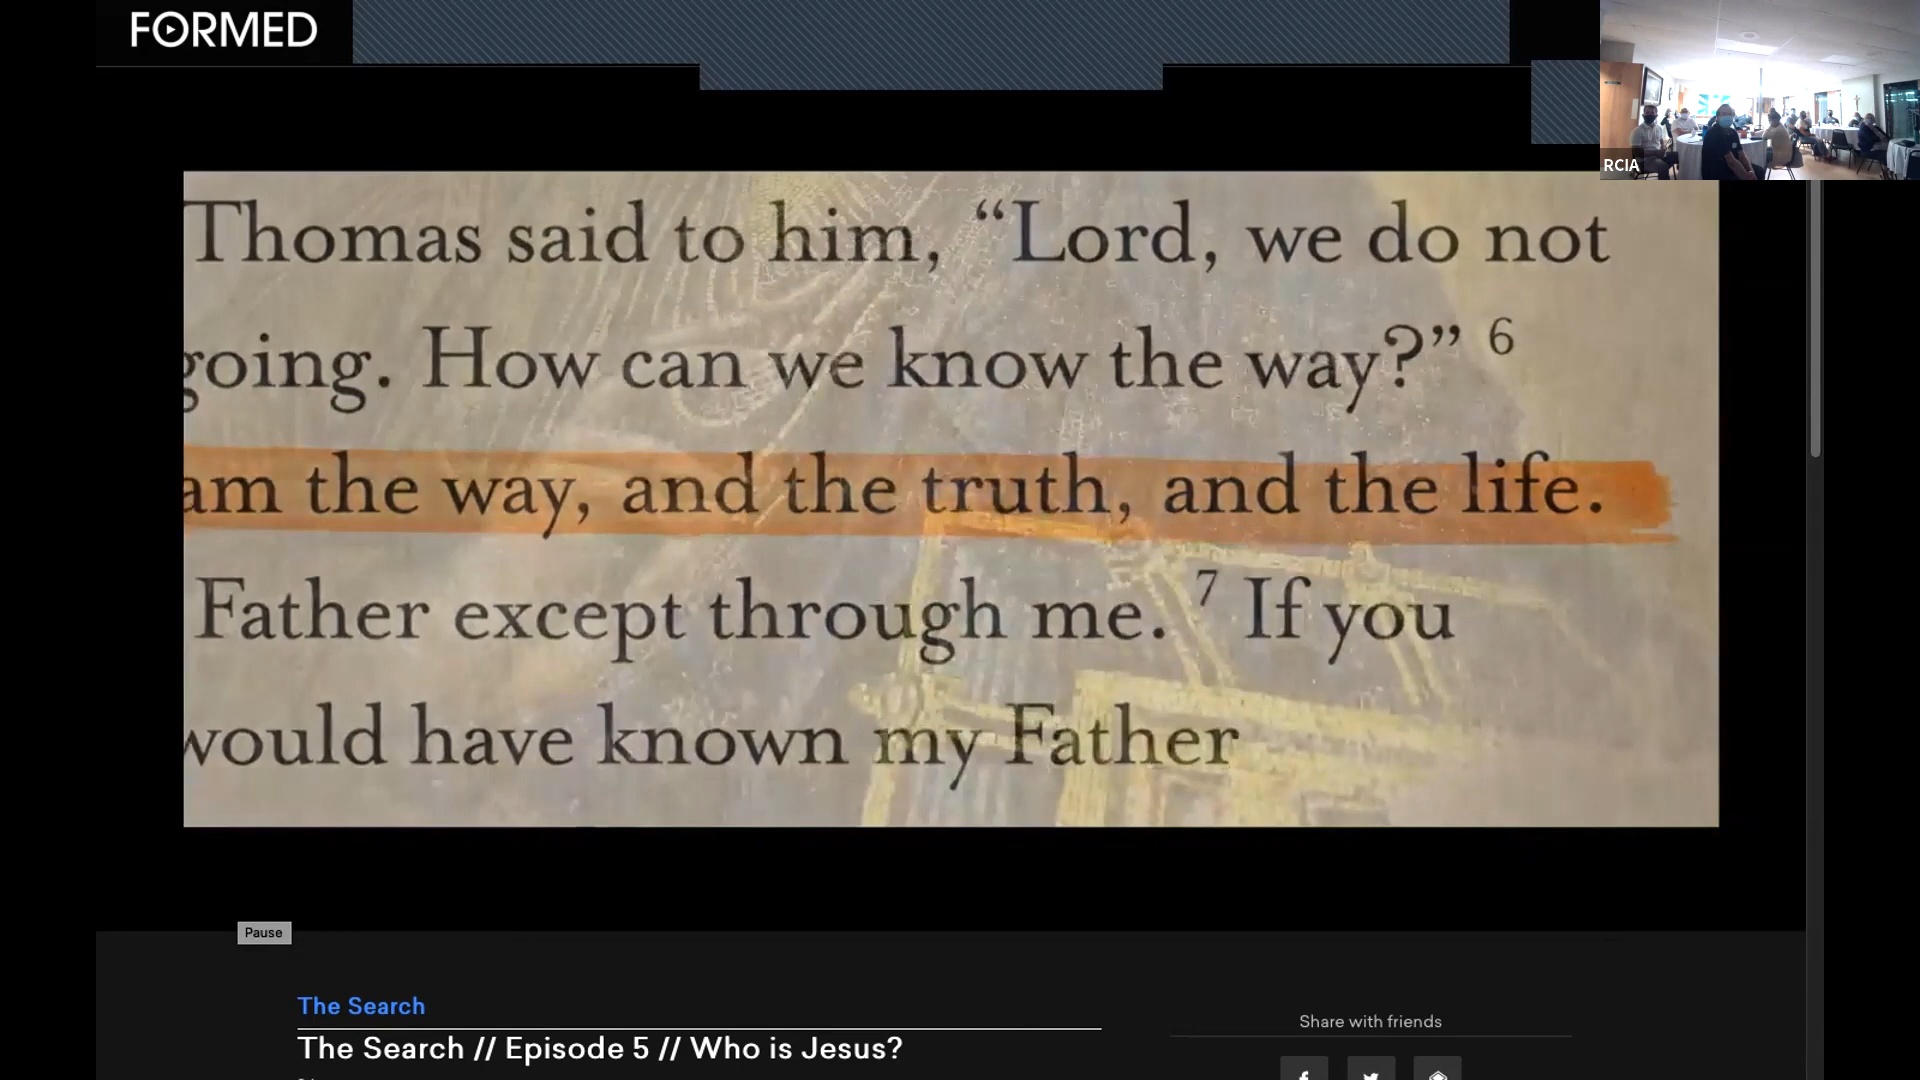 FORMED
RCIA
Thomas said to him, “Lord, we do not
going. How can we know the way?” 6
am the way, and the truth, and the life.
Father except through me. 7 If you
would have known my Father
Pause
The Search
The Search // Episode 5 // Who is Jesus?
Share with friends